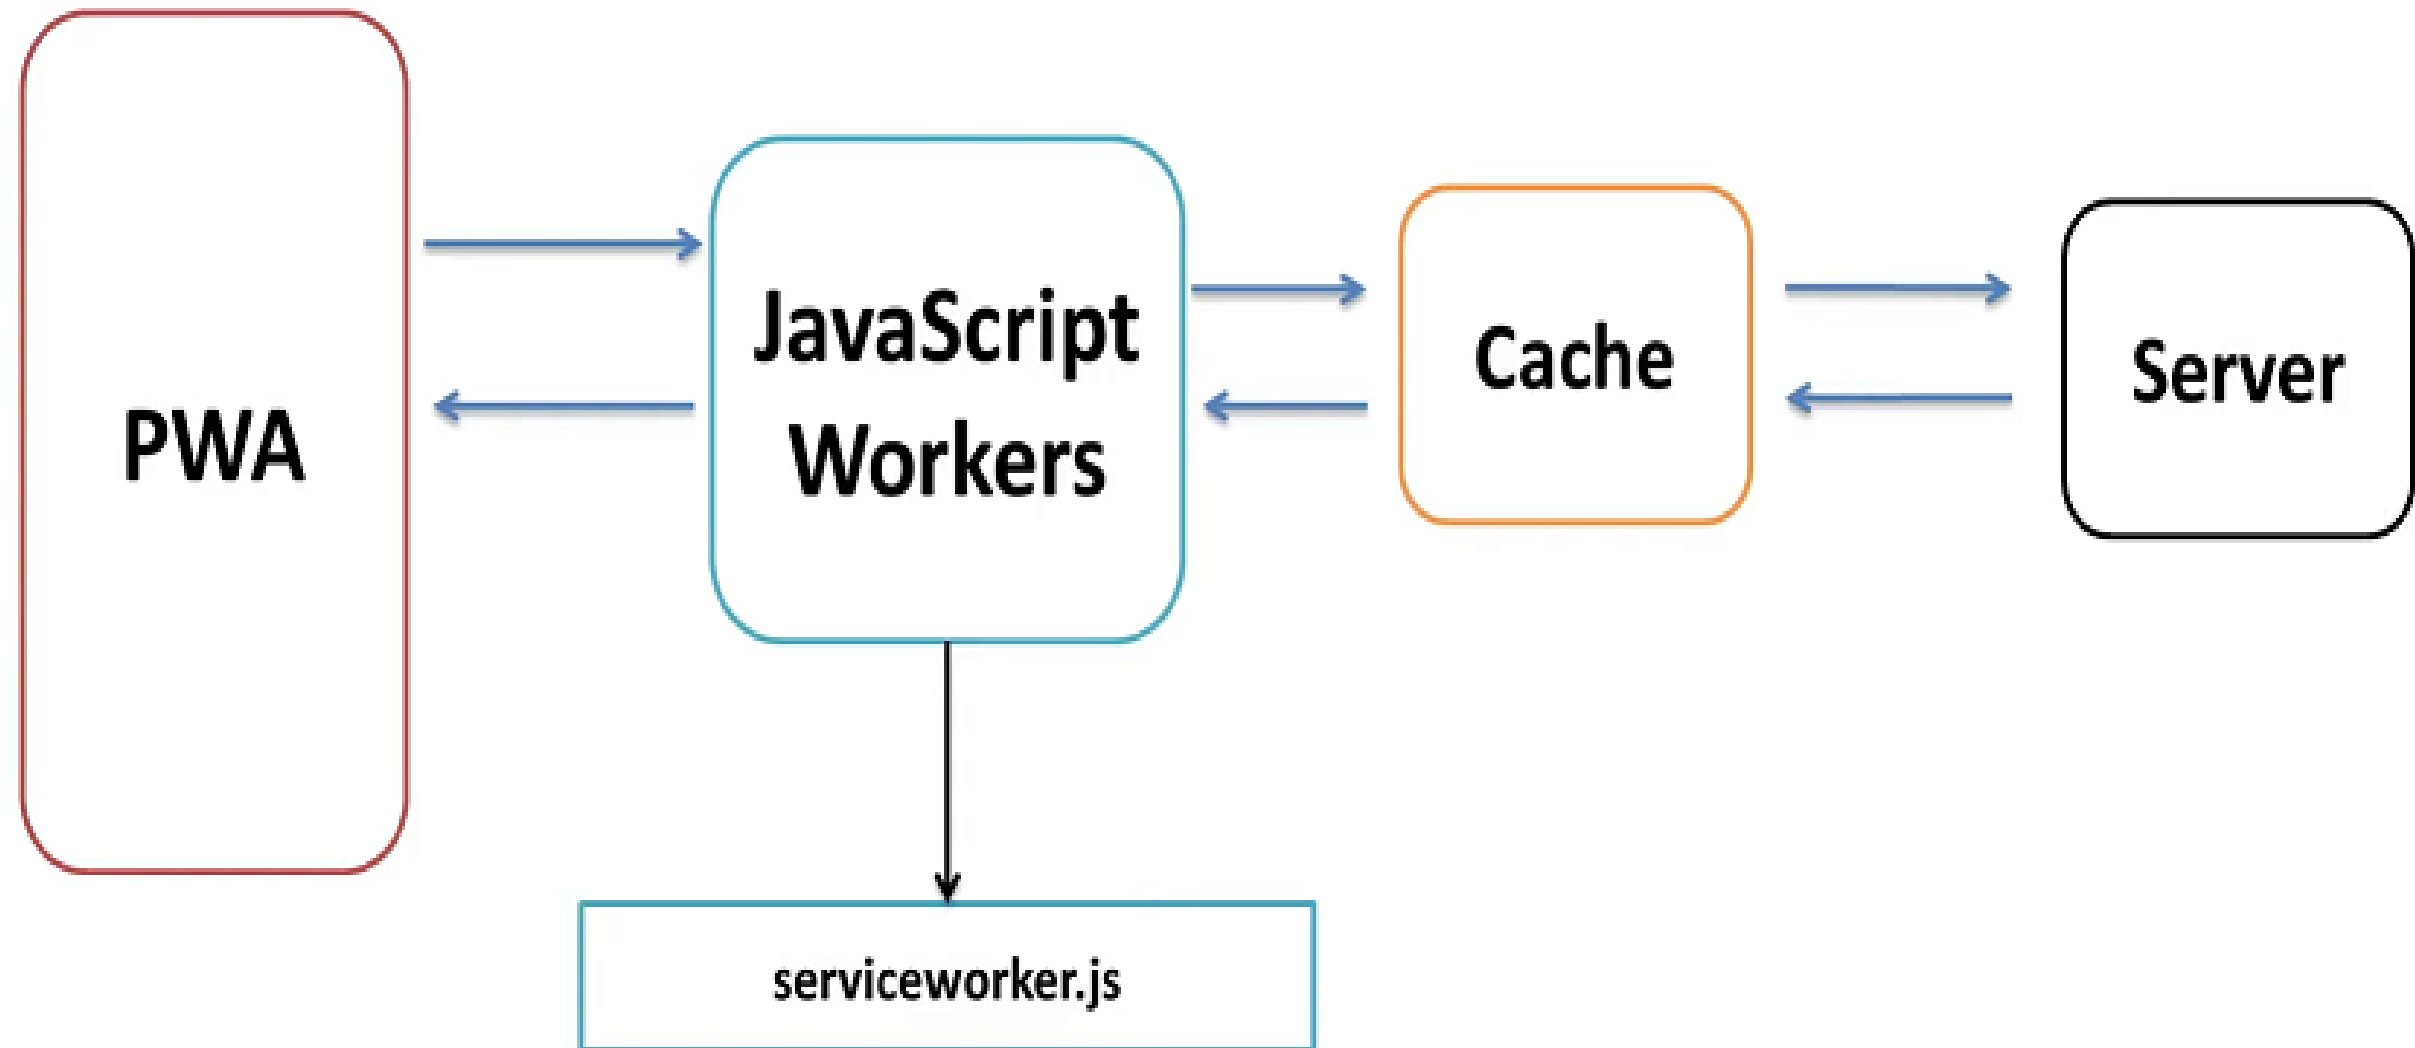 PWA
JavaScript
Workers
Cache
Server
serviceworker.js